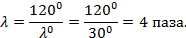 λ = 120⁰/λ⁰ = 120⁰/30⁰ = 4 паза.